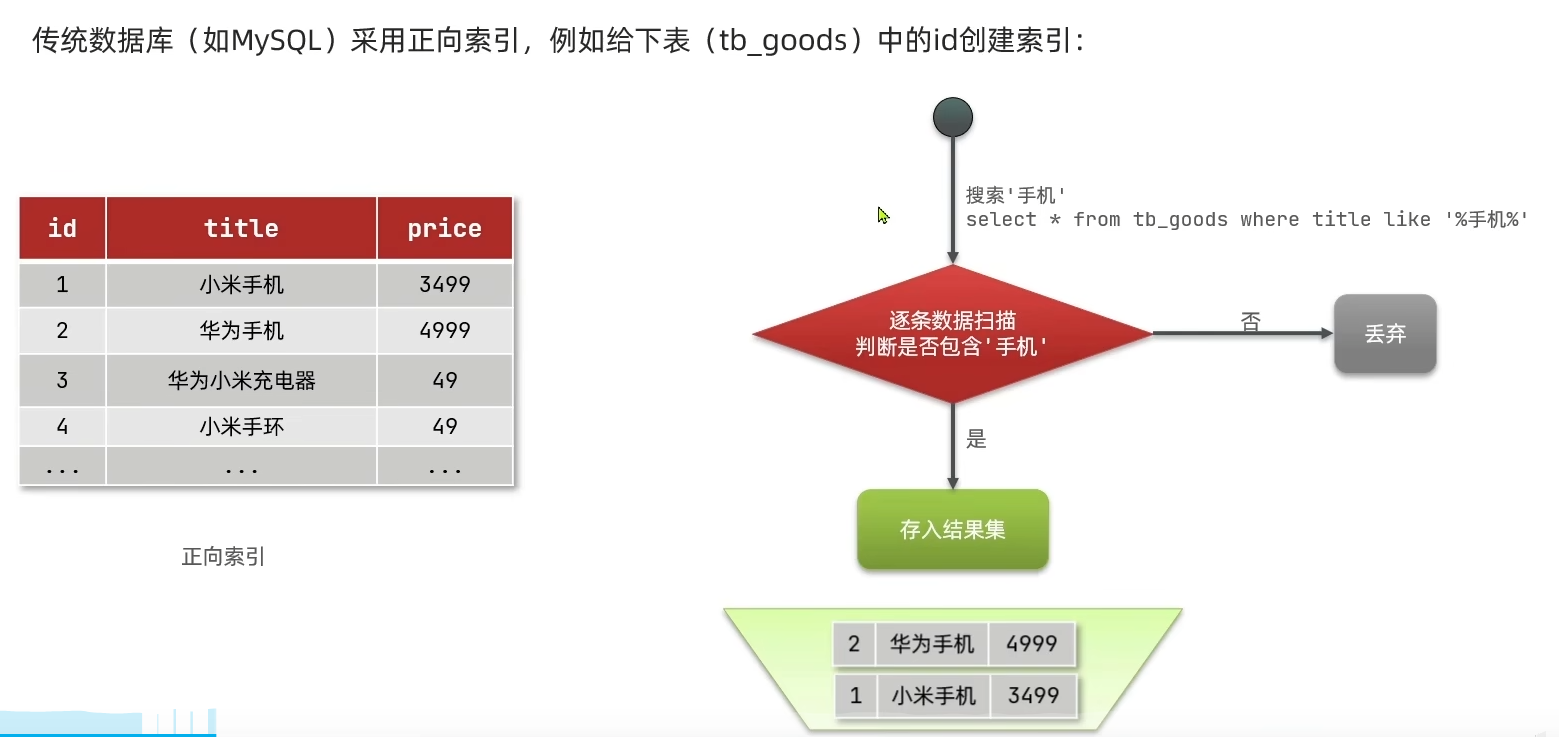 传统数据库（如MySQL）采用正向索引，例如给下表（tb_goods）中的id创建索引：
id title price
1 小米手机 3499
2 华为手机 4999
3 华为小米充电器 49
4 小米手环 49
... ... ...
正向索引
搜索'手机'
select * from tb_goods where title like '%手机%'
逐条数据扫描
判断是否包含'手机'
否
丢弃
是
存入结果集
2 华为手机 4999
1 小米手机 3499